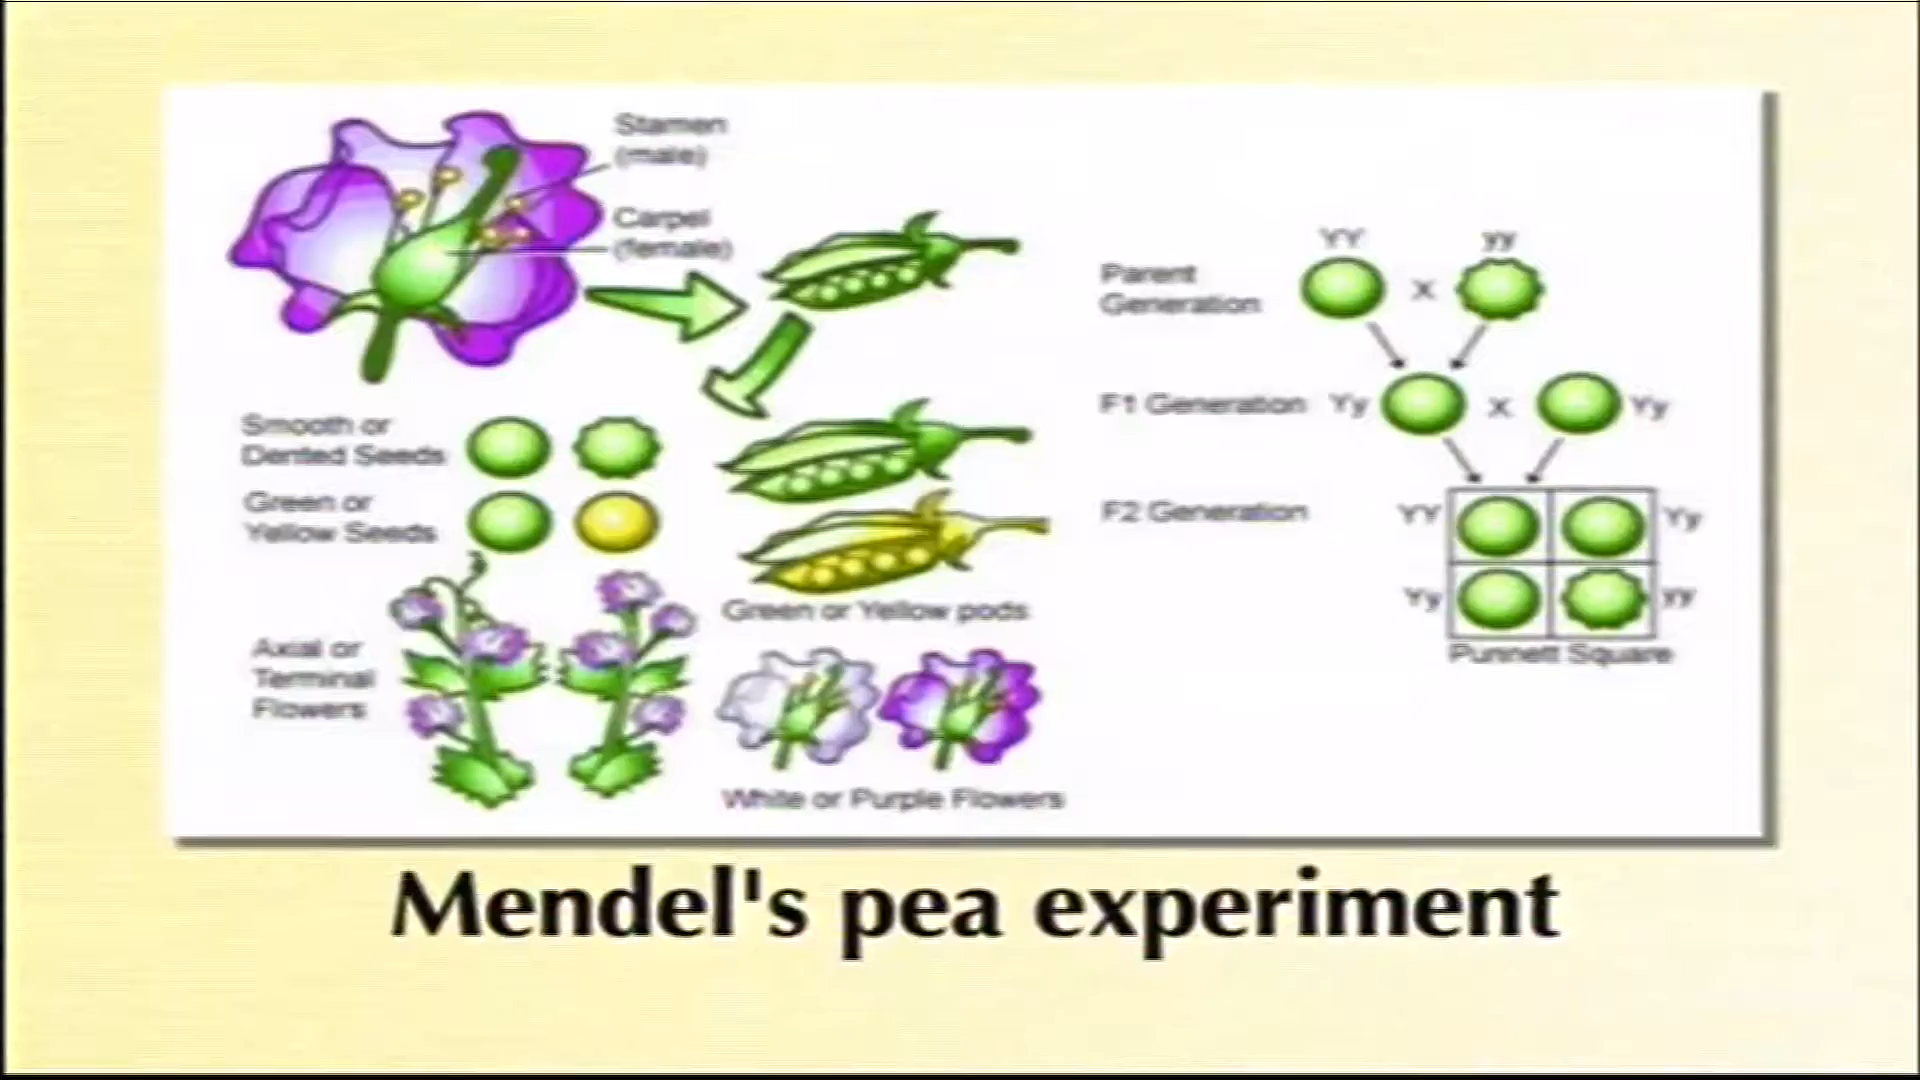 Stamen
(male)
Carpel
(female)
Smooth or
Dented Seeds
Green or
Yellow Seeds
Axial or
Terminal
Flowers
Green or Yellow pods
White or Purple Flowers
YY yy
Parent
Generation
X
F1 Generation Yy X Yy
F2 Generation YY Yy
Yy yy
Punnett Square
Mendel's pea experiment